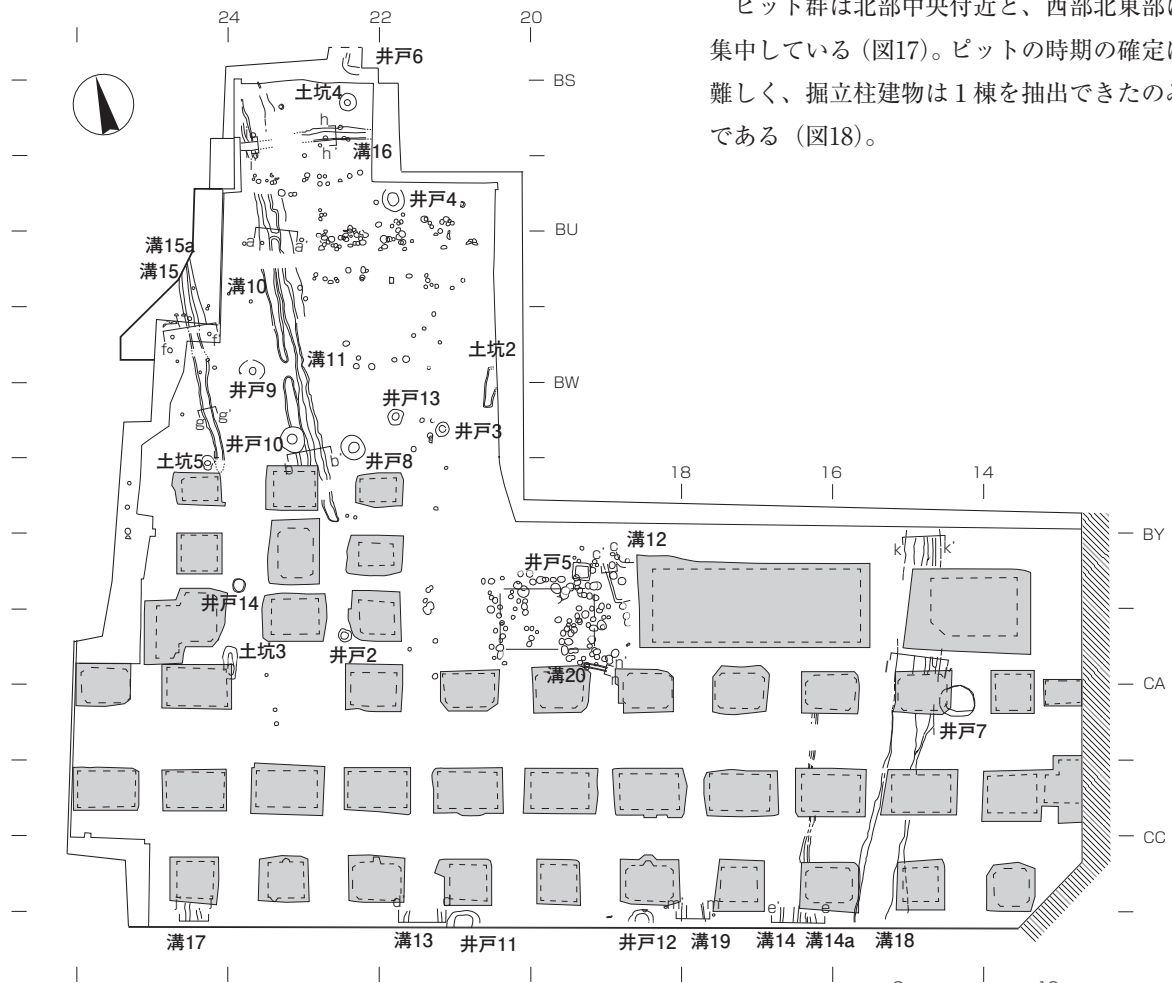 ピット群は北部中央付近と、西部北東部に
集中している（図17）。ピットの時期の確定は
難しく、掘立柱建物は１棟を抽出できたのみ
である（図18）。
24
22
20
井戸6
BS
土坑4
h
h'
溝16
井戸4
BU
a
a'
溝15a
溝15
溝10
f
f'
溝11
土坑2
井戸9
BW
井戸13
g
g'
井戸3
井戸10
井戸8
b
b'
土坑5
18
16
14
BY
溝12
c'
c
k
k'
井戸5
井戸14
土坑3
井戸2
溝20
CA
井戸7
CC
d
e'
e
溝17
溝13
井戸11
井戸12
溝19
溝14
溝14a
溝18